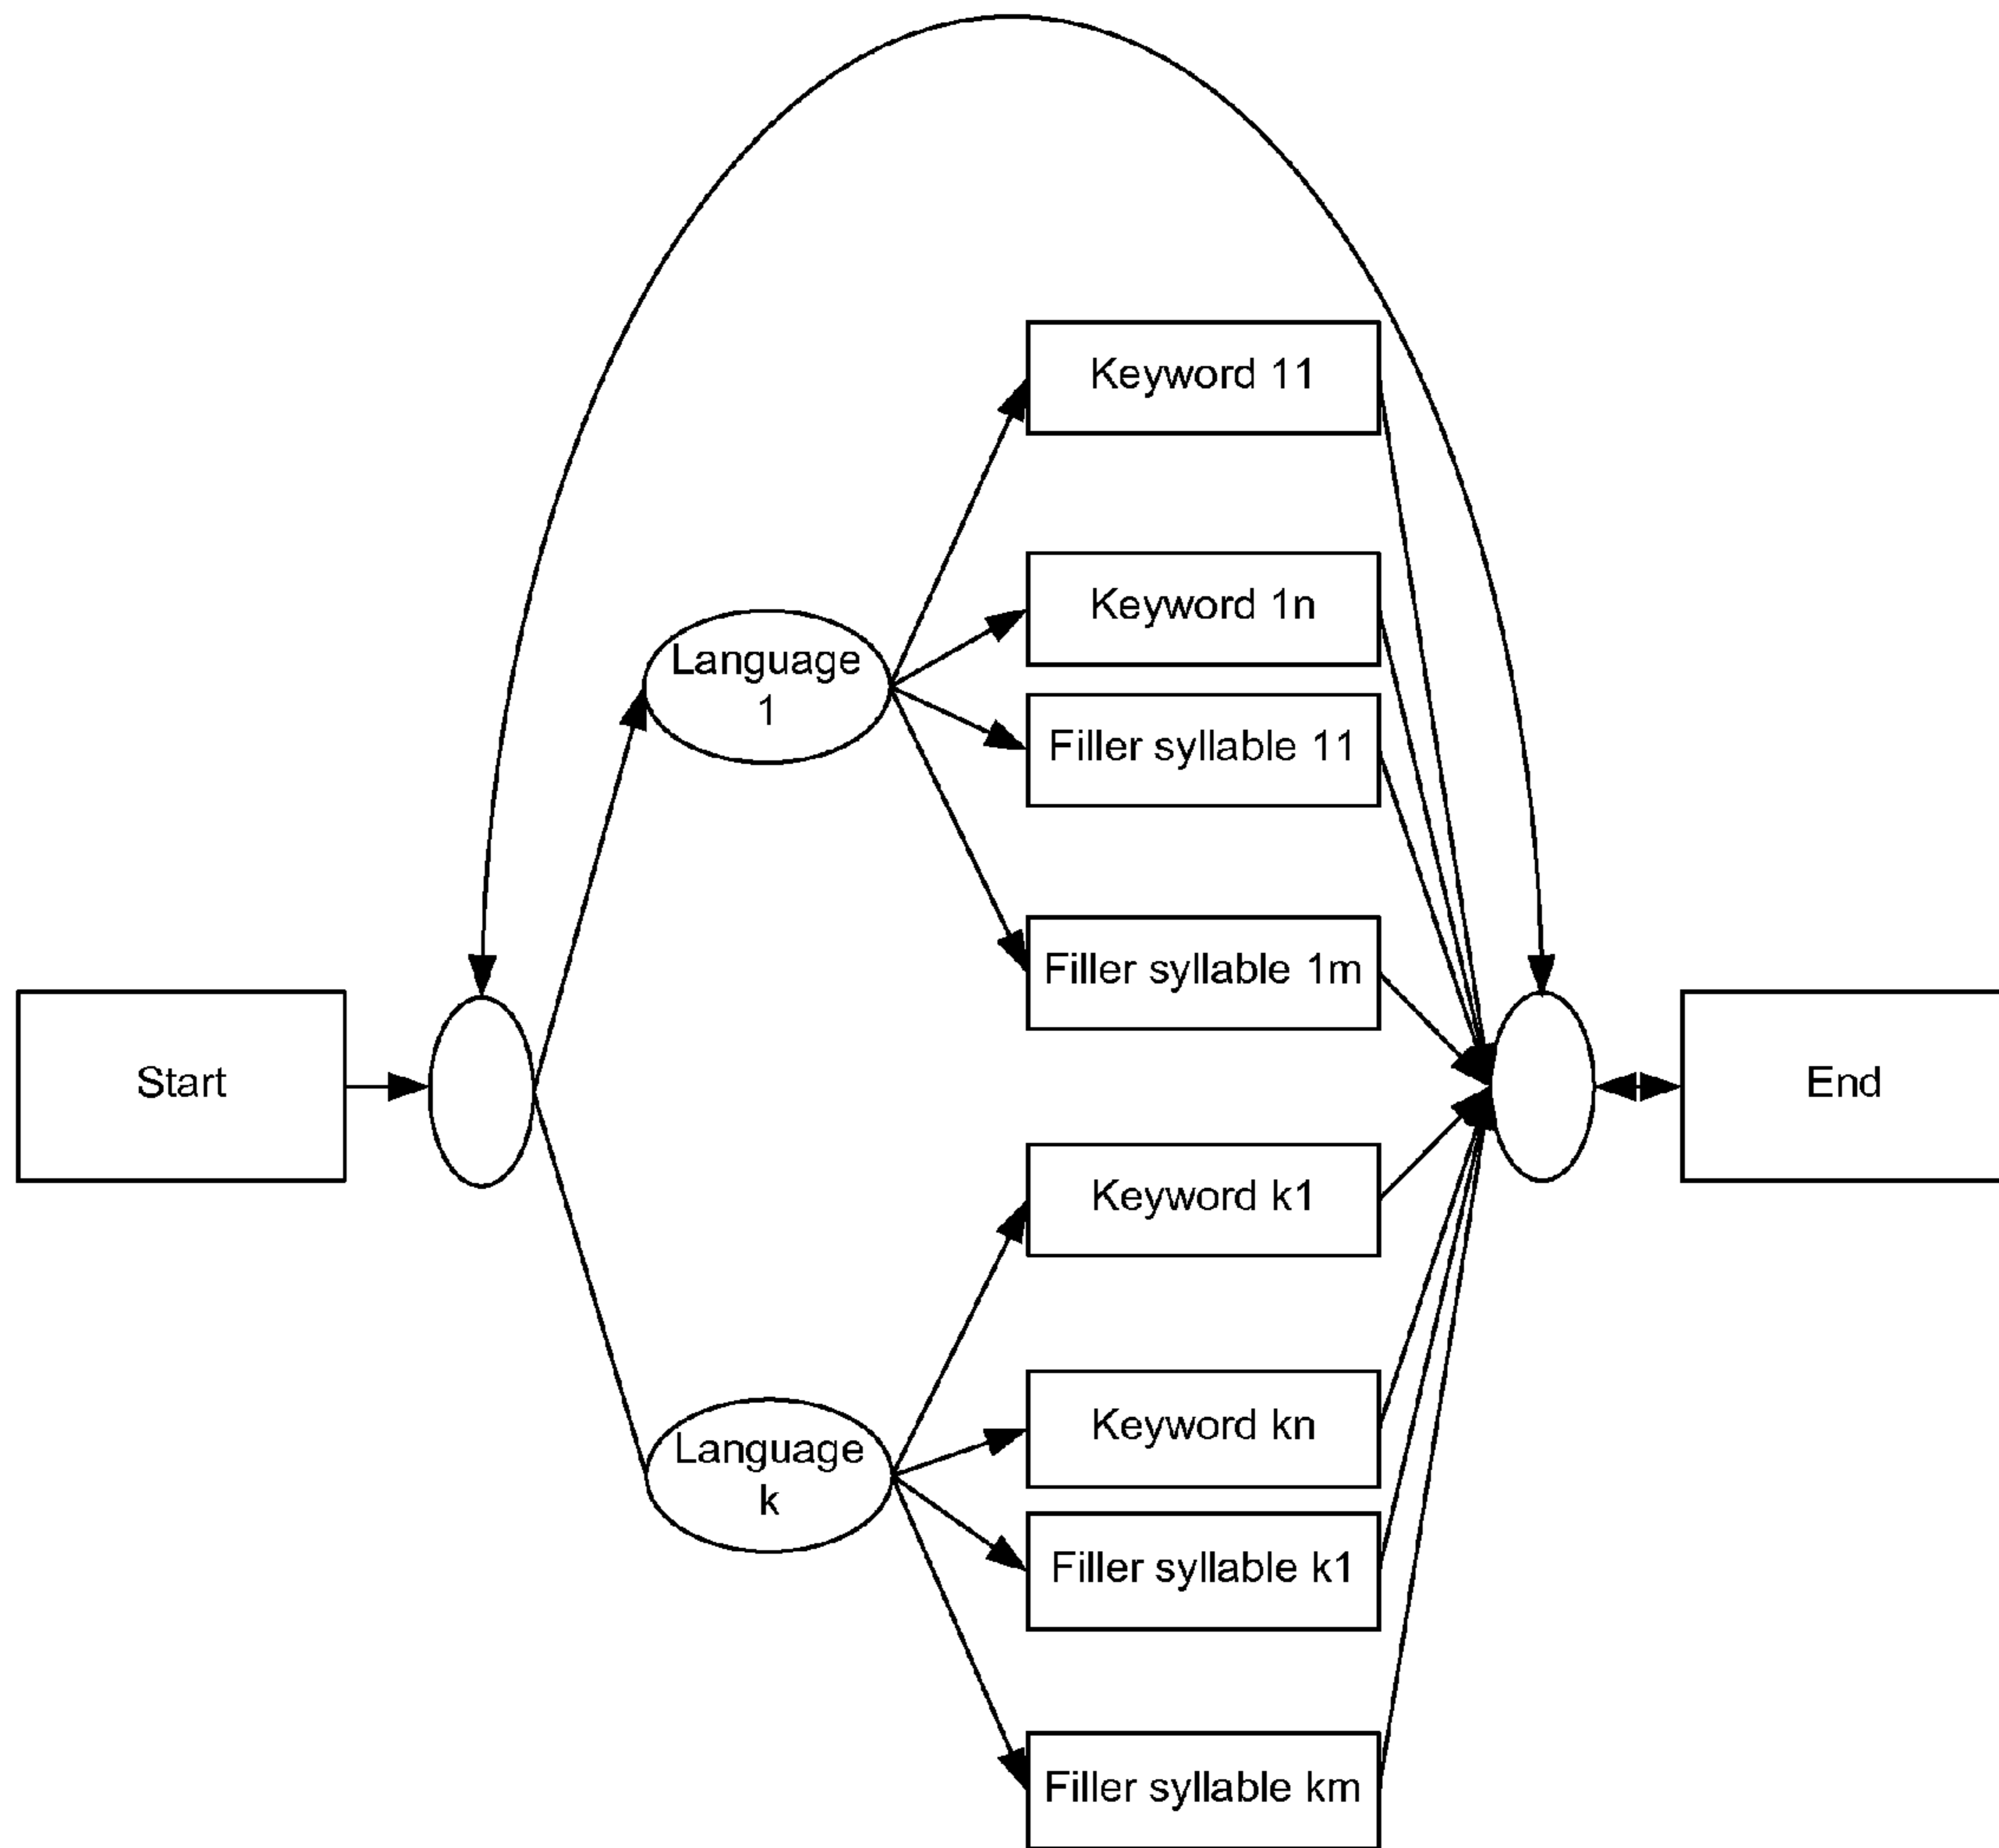 Keyword 11
Keyword 1n
Language
1
Filler syllable 11
Filler syllable 1m
Start
End
Keyword k1
Keyword kn
Language
k
Filler syllable k1
Filler syllable km